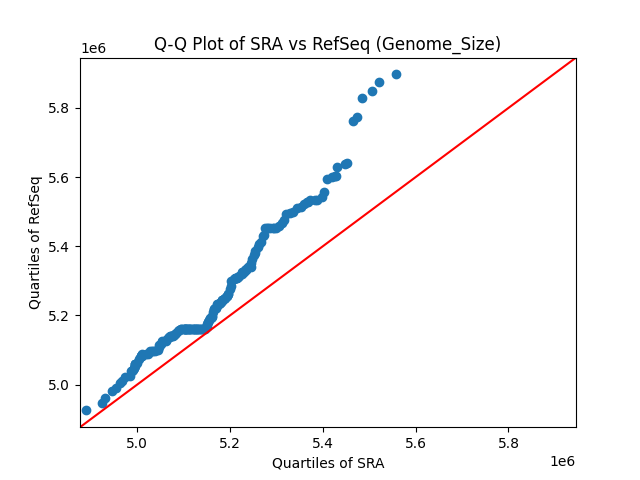 Q-Q Plot of SRA vs RefSeq (Genome_Size)
1e6
5.8
5.6
5.4
5.2
5.0
Quartiles of RefSeq
5.0 5.2 5.4 5.6 5.8
Quartiles of SRA
1e6